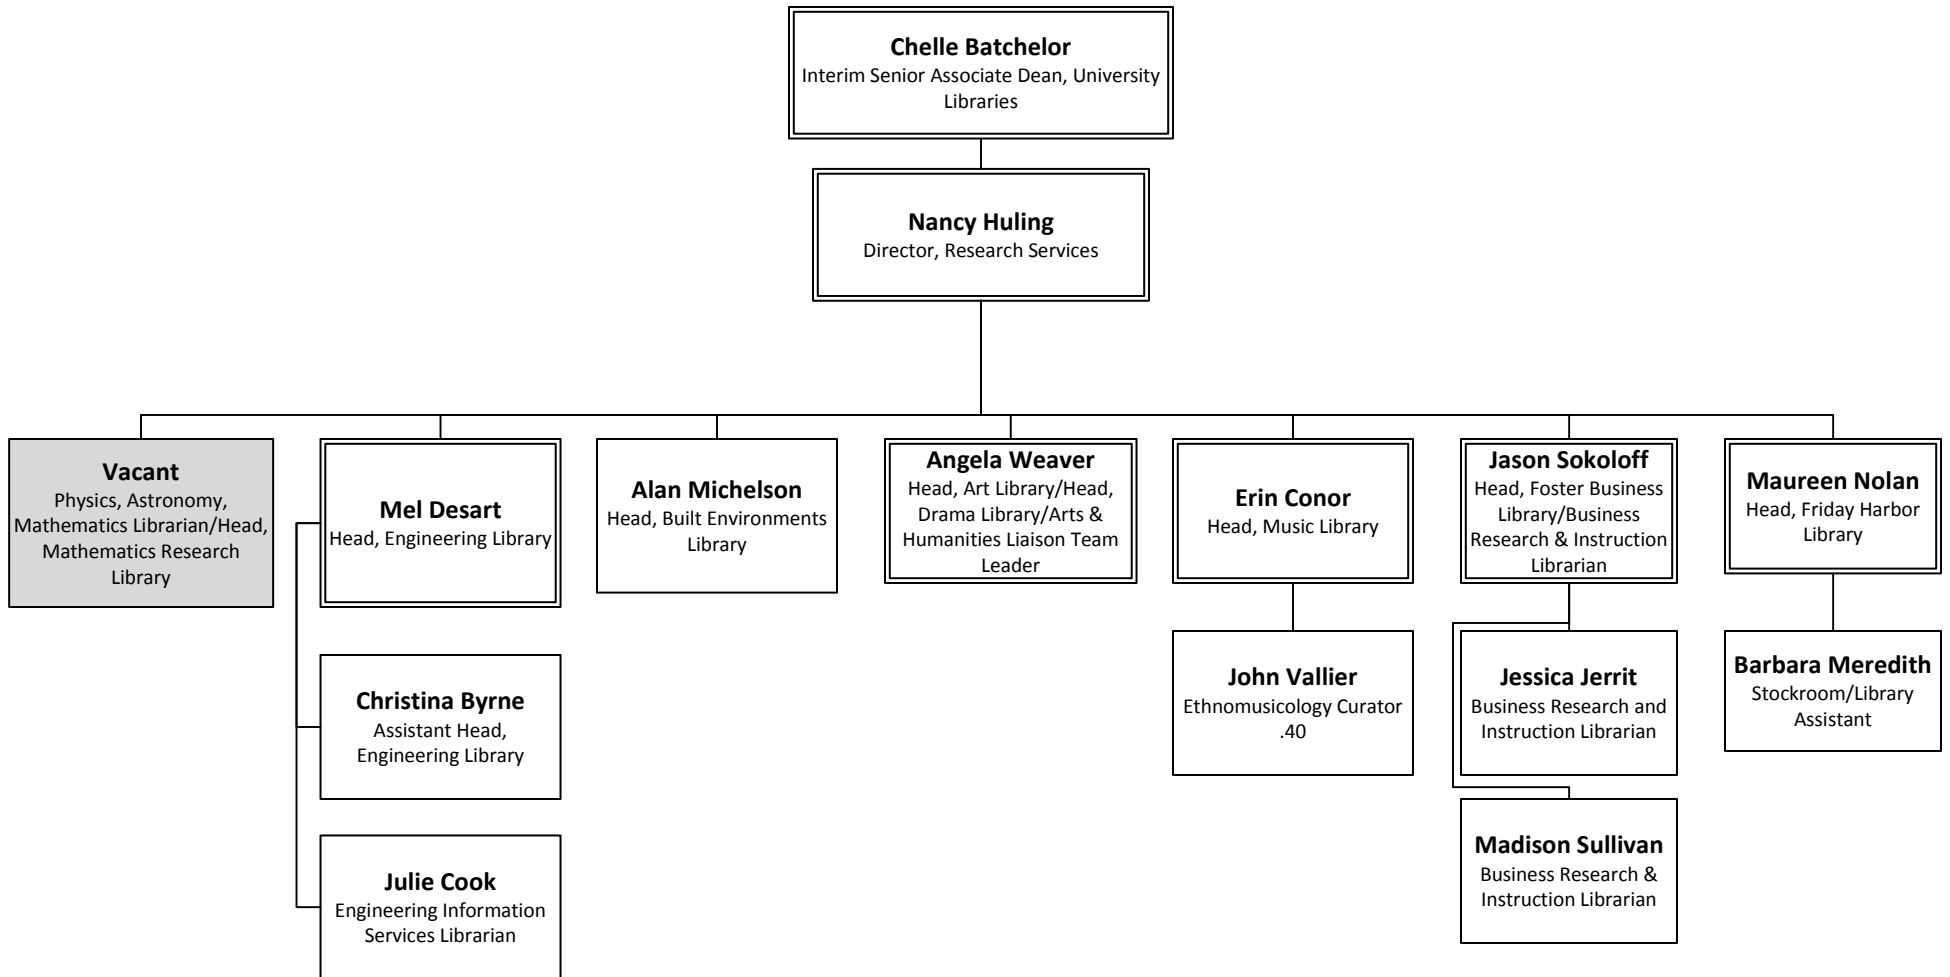 Chelle Batchelor
Interim Senior Associate Dean, University
Libraries
Nancy Huling
Director, Research Services
Vacant
Physics, Astronomy,
Mathematics Librarian/Head,
Mathematics Research
Library
Mel Desart
Head, Engineering Library
Alan Michelson
Head, Built Environments
Library
Angela Weaver
Head, Art Library/Head,
Drama Library/Arts &
Humanities Liaison Team
Leader
Erin Conor
Head, Music Library
Jason Sokoloff
Head, Foster Business
Library/Business
Research & Instruction
Librarian
Maureen Nolan
Head, Friday Harbor
Library
Christina Byrne
Assistant Head,
Engineering Library
John Vallier
Ethnomusicology Curator
.40
Jessica Jerrit
Business Research and
Instruction Librarian
Barbara Meredith
Stockroom/Library
Assistant
Julie Cook
Engineering Information
Services Librarian
Madison Sullivan
Business Research &
Instruction Librarian